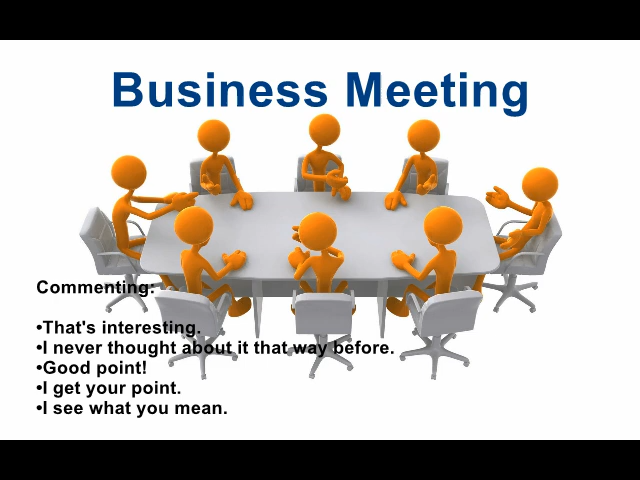 Business Meeting
Commenting:
•That's interesting.
•I never thought about it that way before.
•Good point!
•I get your point.
•I see what you mean.